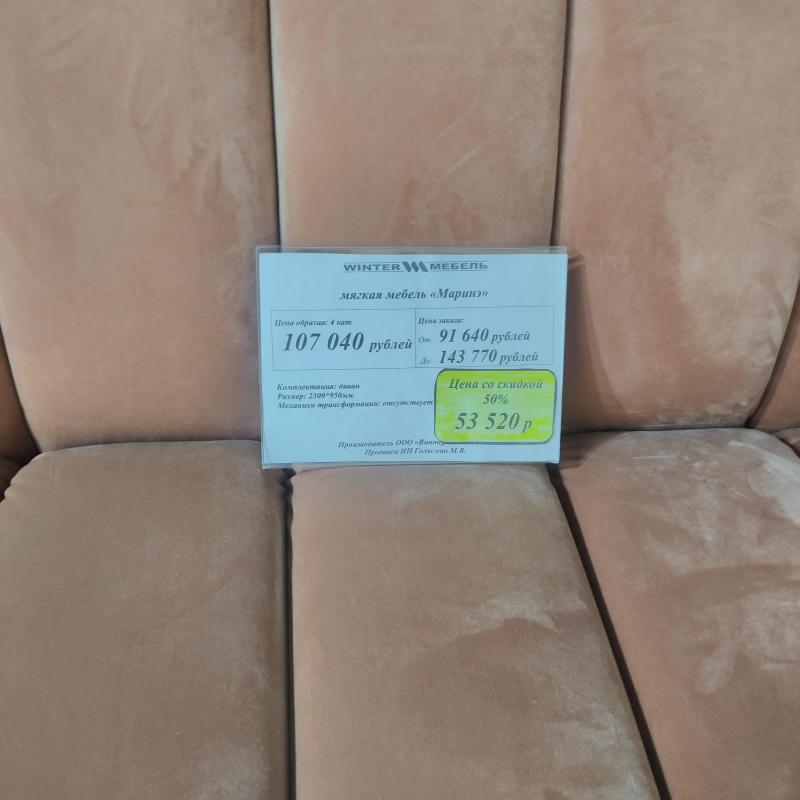 WINTER МЕБЕЛЬ
мягкая мебель «Маринэ»
Цена образца: 4 кат
107 040 рублей
Цена заказа:
От: 91 640 рублей
До: 143 770 рублей
Комплектация: диван
Размер: 2300*950мм.
Механизм трансформации: отсутствует
Цена со скидкой
50%
53 520 р
Производитель ООО
Продавец ИП Гольсман М.В.